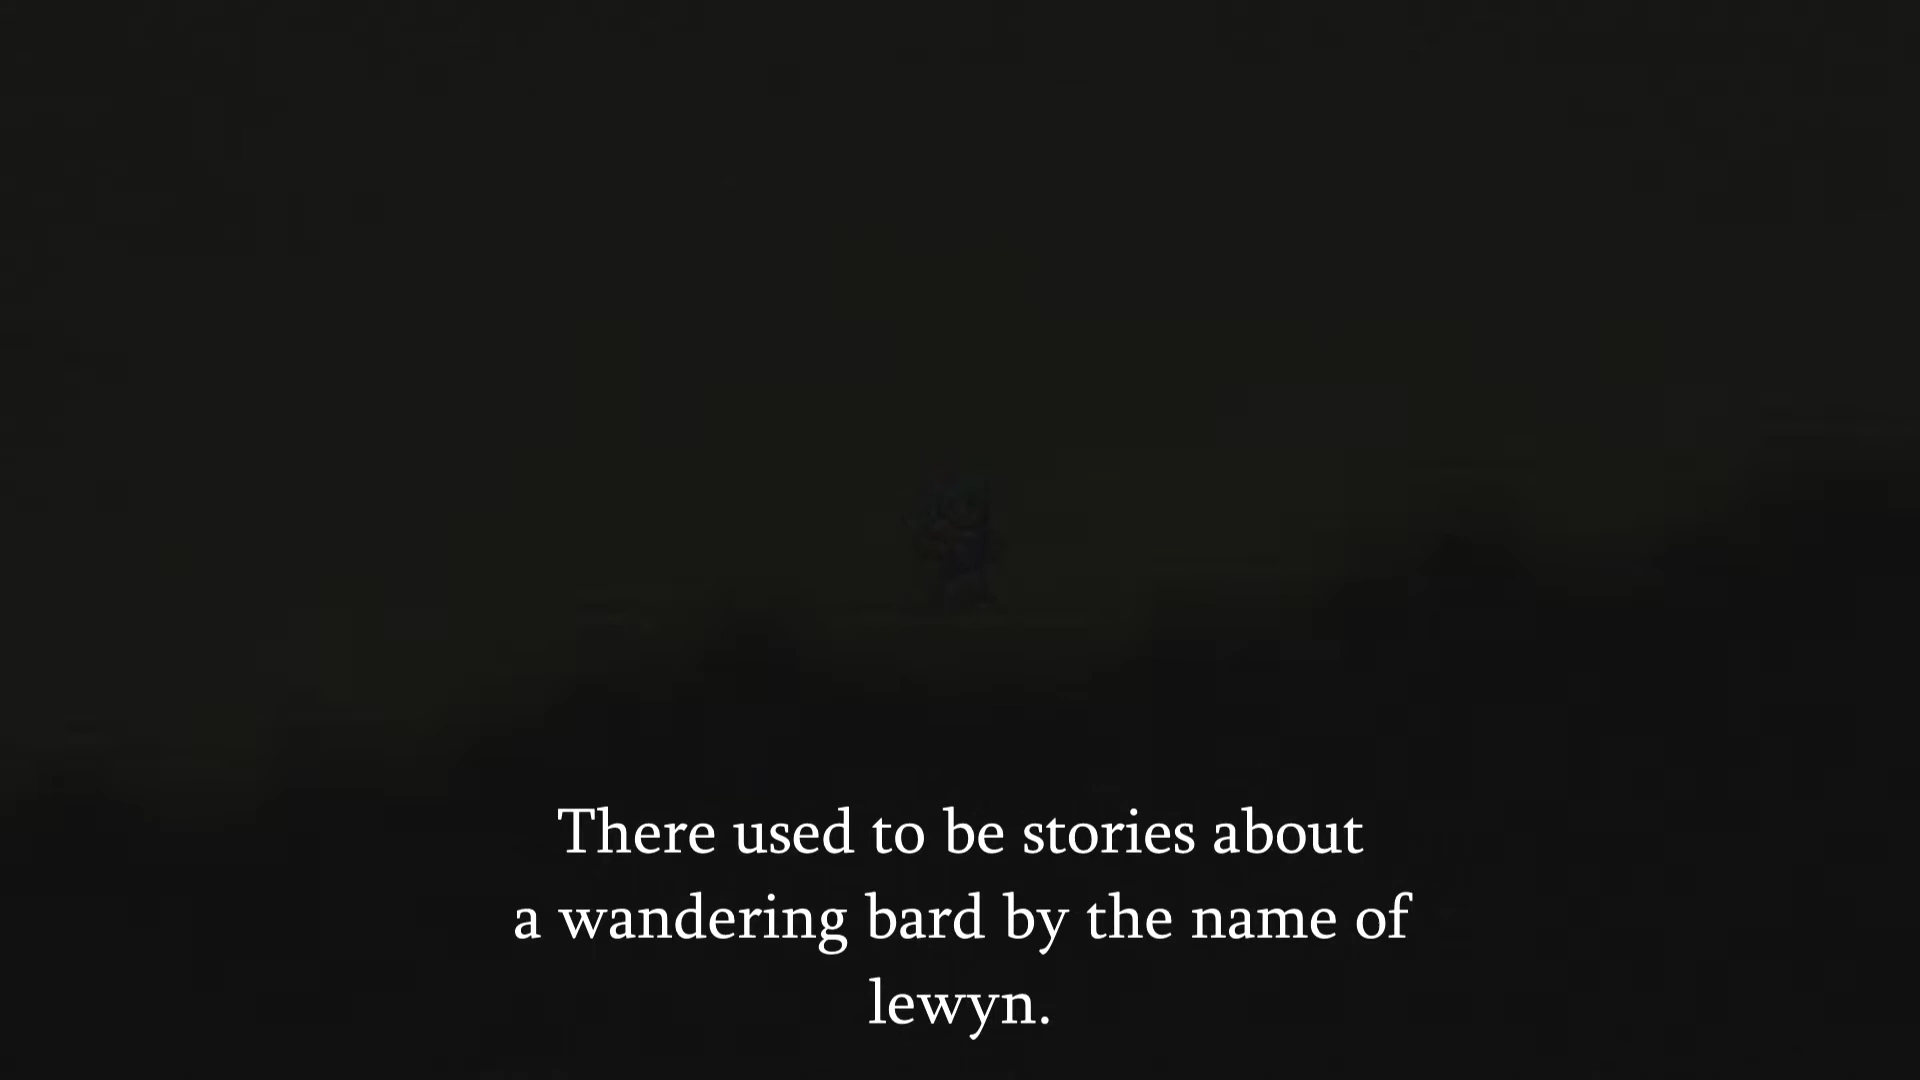 There used to be stories about
a wandering bard by the name of
lewyn.